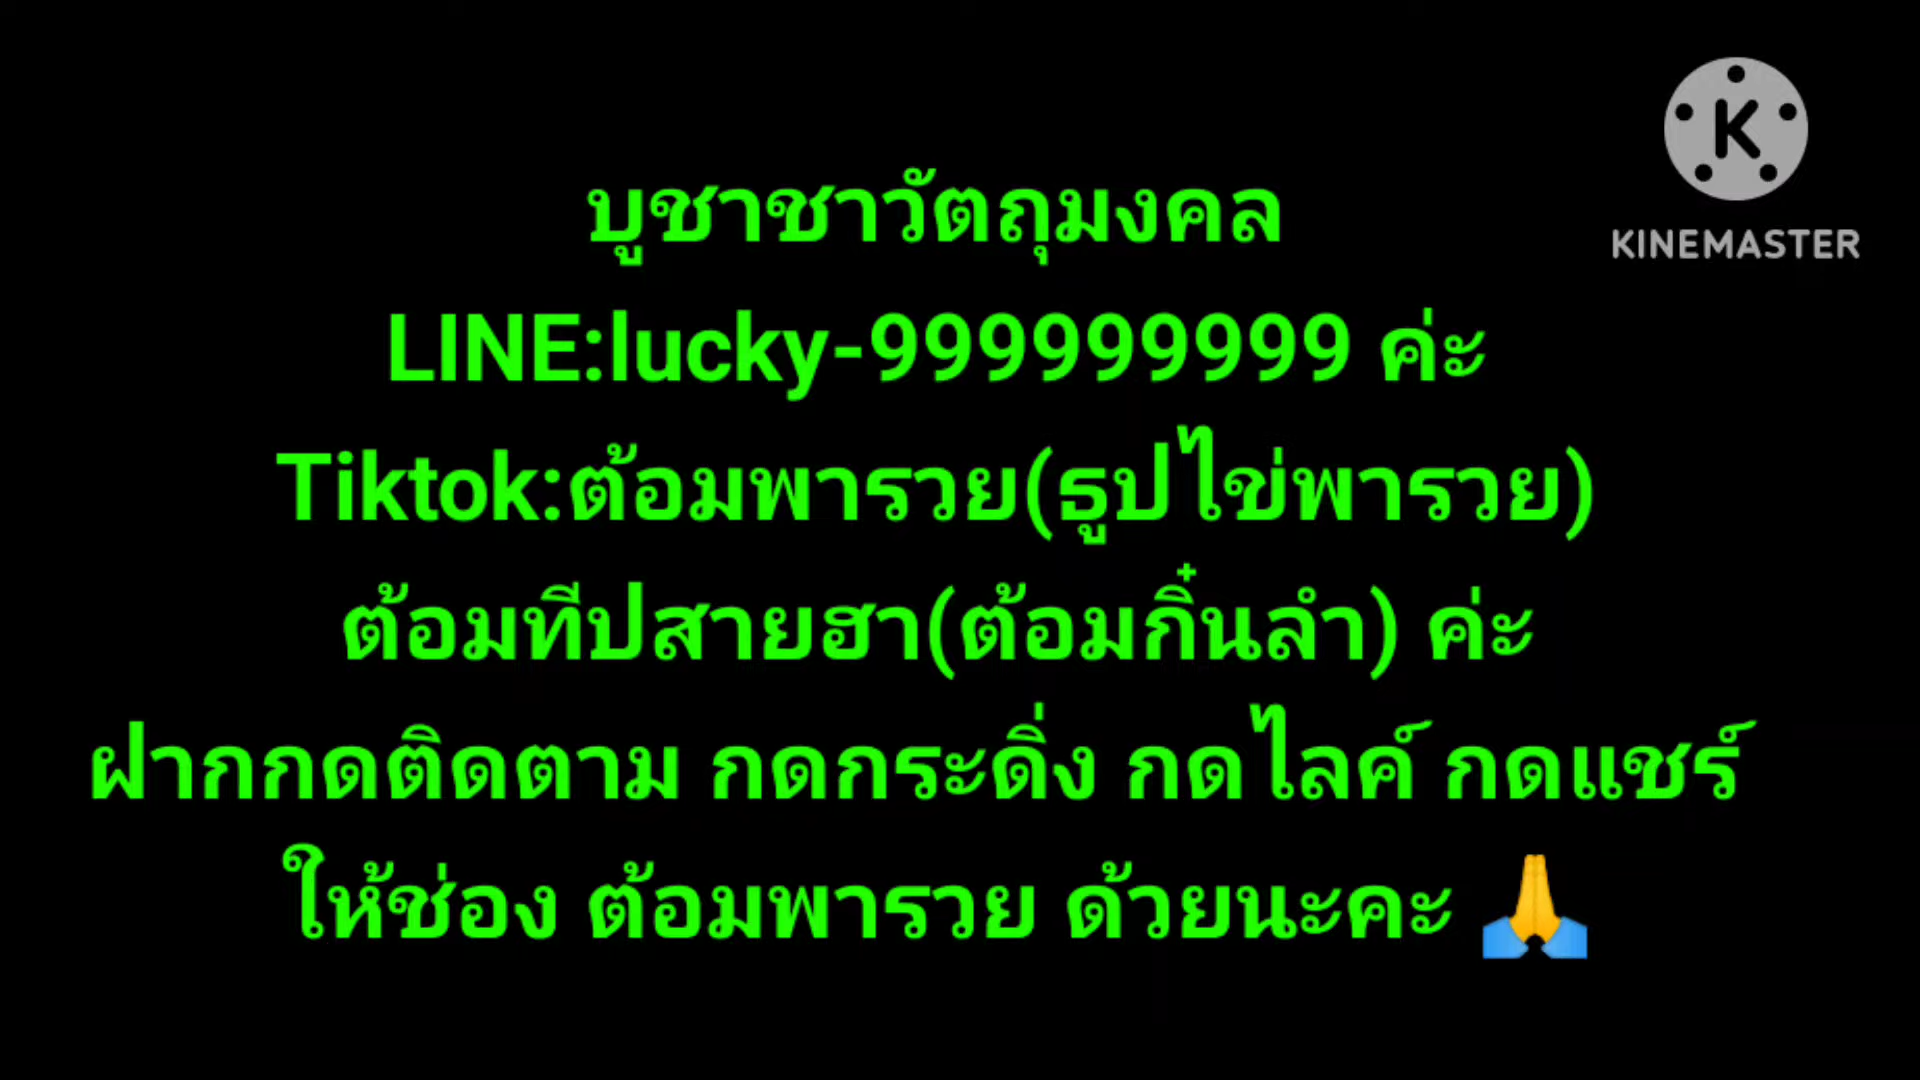 บูชาชาวัตถุมงคล
KINEMASTER
LINE:lucky-999999999 ค่ะ
Tiktok:ต้อมพารวย(ธูปไข่พารวย)
ต้อมทีปสายฮา(ต้อมกิ๋นลำ) ค่ะ
ฝากกดติดตาม กดกระดิ่ง กดไลค์ กดแชร์
ให้ช่อง ต้อมพารวย ด้วยนะคะ 🙏